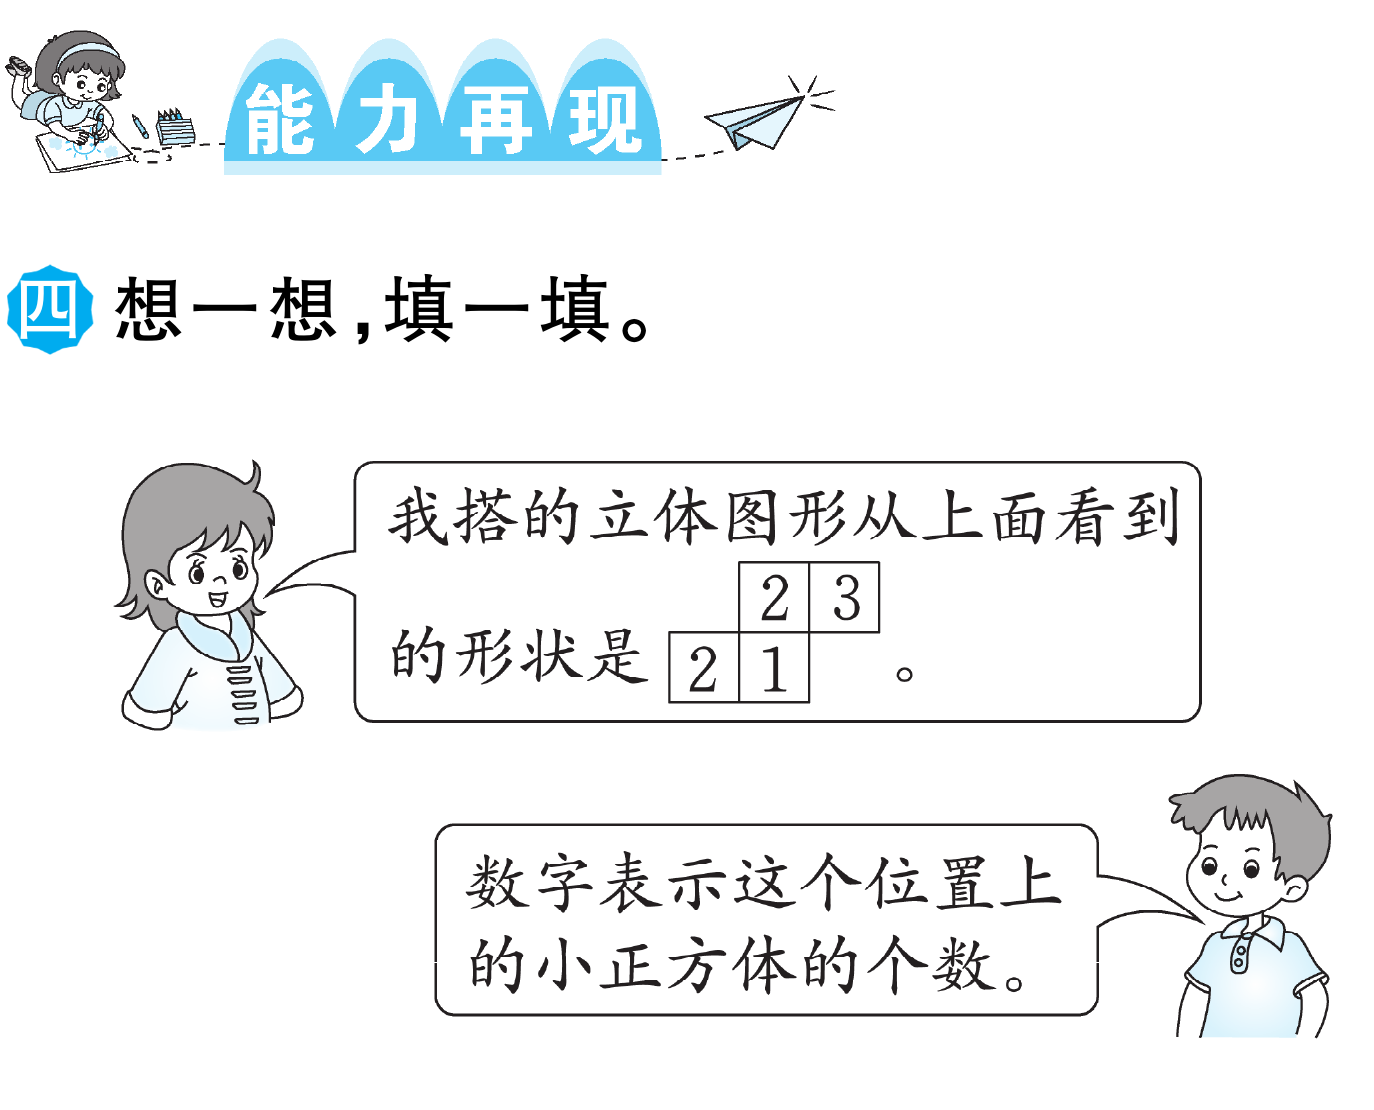 能力再现
四 想一想,填一填。
我搭的立体图形从上面看到
2 3
的形状是 2 1 。
数字表示这个位置上
的小正方体的个数。